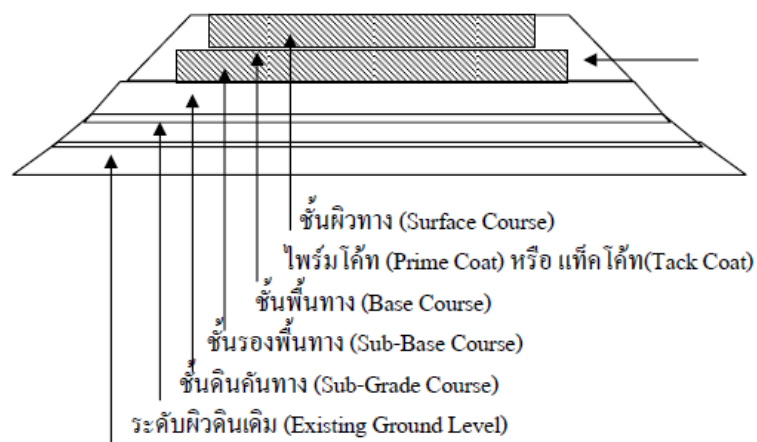 ชั้นผิวทาง (Surface Course)
ไพร์มโค้ท (Prime Coat) หรือ แท็คโค้ท(Tack Coat)
ชั้นพื้นทาง (Base Course)
ชั้นรองพื้นทาง (Sub-Base Course)
ชั้นดินคันทาง (Sub-Grade Course)
ระดับผิวดินเดิม (Existing Ground Level)